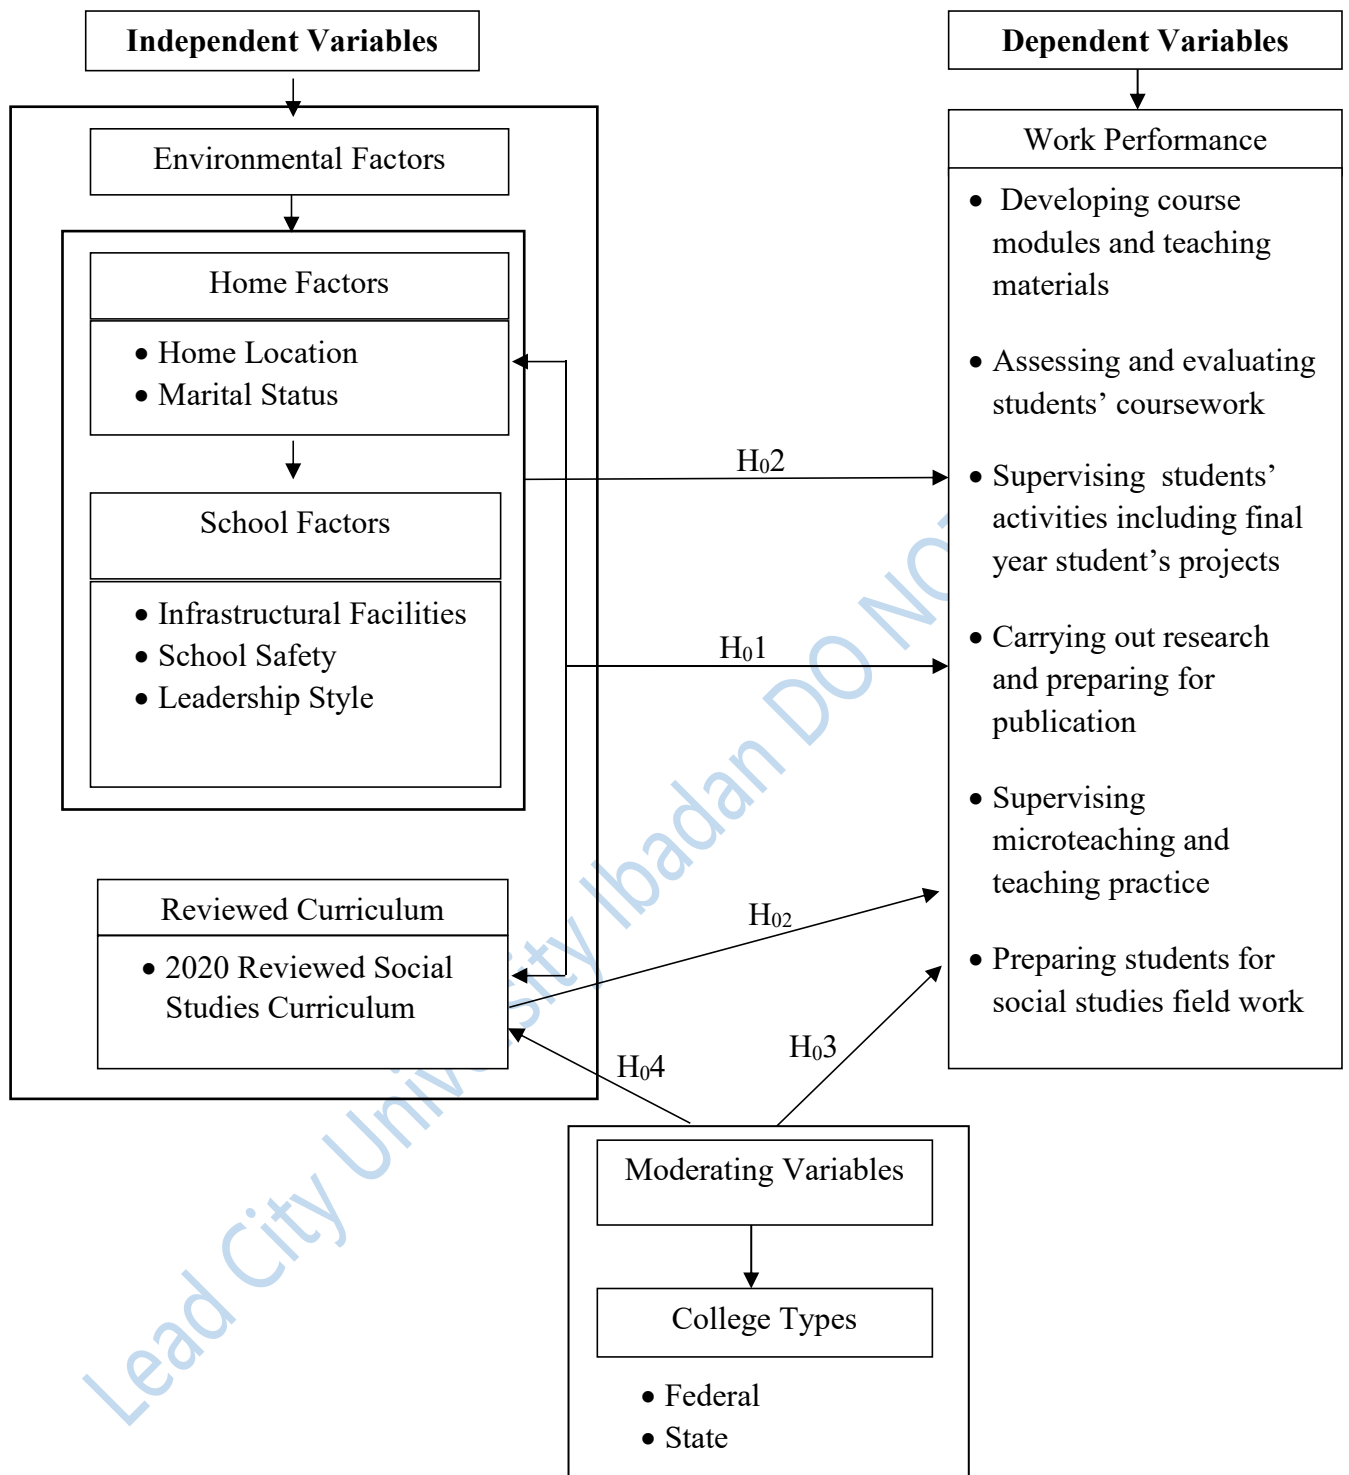 Independent Variables
Dependent Variables
Environmental Factors
Home Factors
• Home Location
• Marital Status
School Factors
• Infrastructural Facilities
• School Safety
• Leadership Style
Reviewed Curriculum
• 2020 Reviewed Social
Studies Curriculum
H₀2
H₀1
H₀₂
H₀3
H₀4
Work Performance
• Developing course
modules and teaching
materials
• Assessing and evaluating
students’ coursework
• Supervising students’
activities including final
year student’s projects
• Carrying out research
and preparing for
publication
• Supervising
microteaching and
teaching practice
• Preparing students for
social studies field work
Moderating Variables
College Types
• Federal
• State
Lead City University Ibadan DO NOT